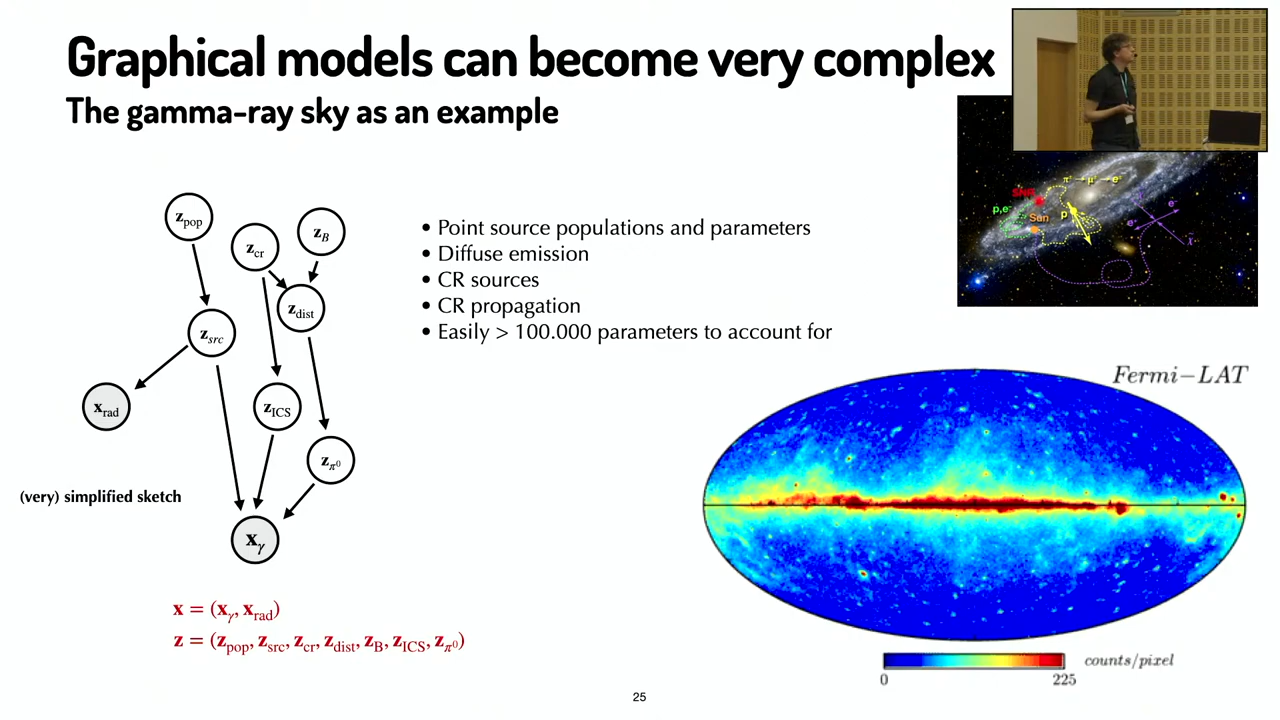 Graphical models can become very complex
The gamma-ray sky as an example
z_pop
z_cr
z_B
z_dist
z_src
x_rad
z_ICS
z_π⁰
x_γ
(very) simplified sketch
x = (x_γ, x_rad)
z = (z_pop, z_src, z_cr, z_dist, z_B, z_ICS, z_π⁰)
• Point source populations and parameters
• Diffuse emission
• CR sources
• CR propagation
• Easily > 100.000 parameters to account for
π⁺→μ⁺→e⁺
SNR
p,e⁻
Sun
p
e⁻
e⁺
Fermi−LAT
counts/pixel
0
225
25